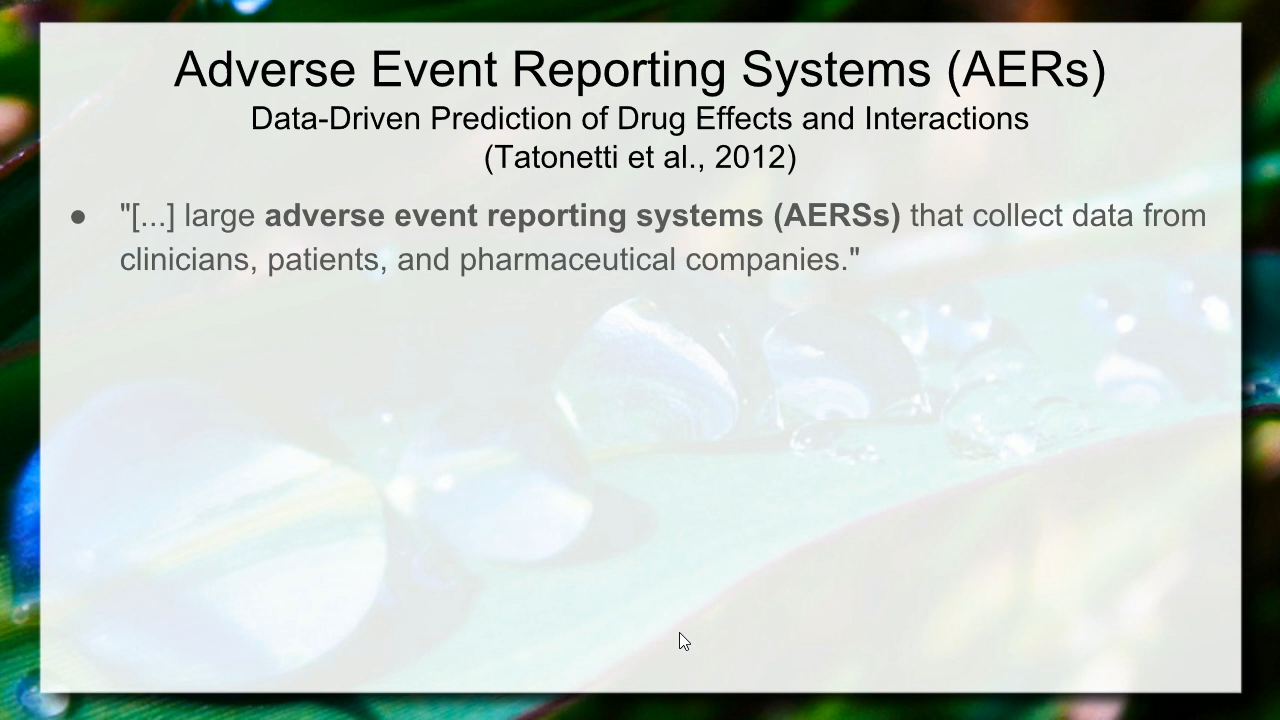 Adverse Event Reporting Systems (AERs)
Data-Driven Prediction of Drug Effects and Interactions
(Tatonetti et al., 2012)
● "[...] large adverse event reporting systems (AERSs) that collect data from
clinicians, patients, and pharmaceutical companies."